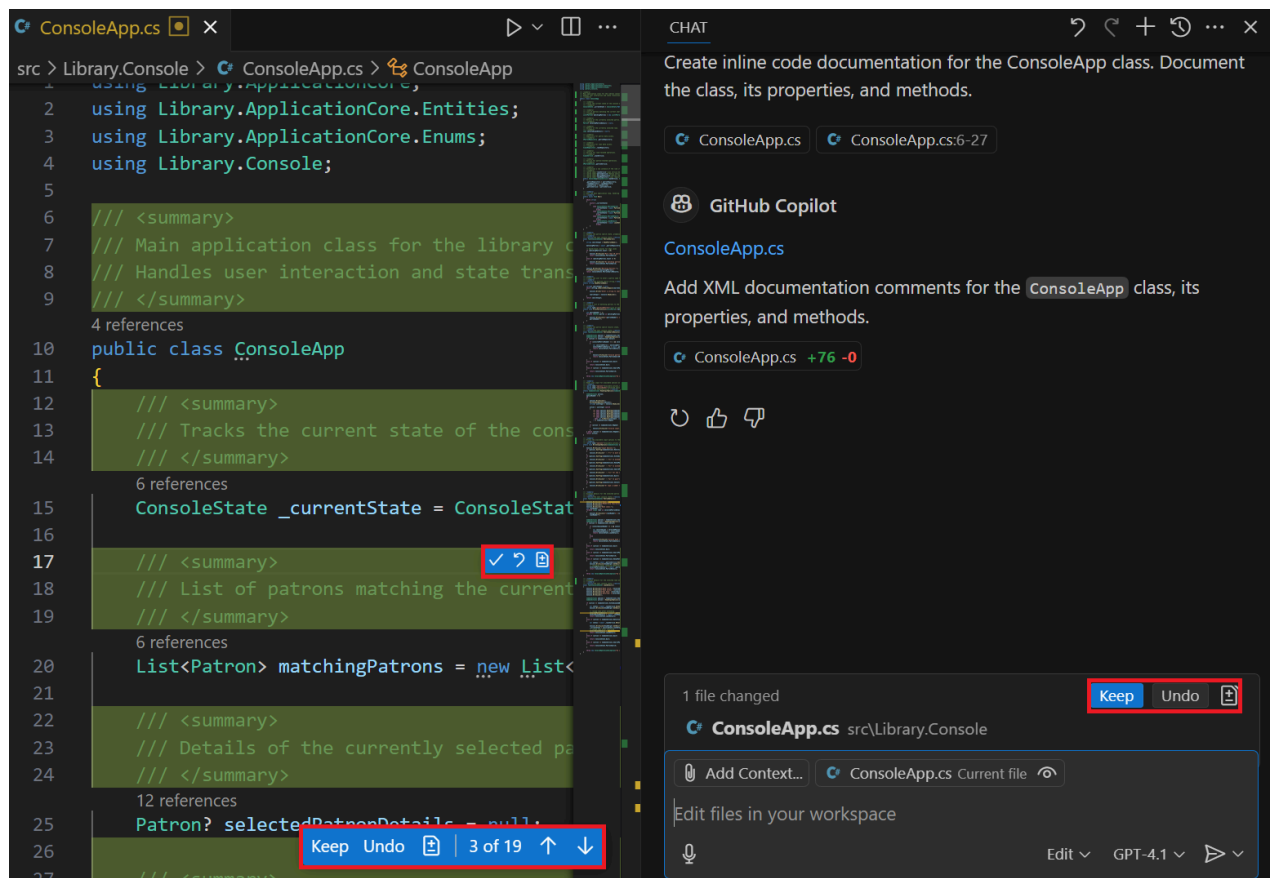 ConsoleApp.cs
src > Library.Console > ConsoleApp.cs > ConsoleApp
1 using Library.ApplicationCore;
2 using Library.ApplicationCore.Entities;
3 using Library.ApplicationCore.Enums;
4 using Library.Console;
5
6 /// <summary>
7 /// Main application class for the library c
8 /// Handles user interaction and state trans
9 /// </summary>
4 references
10 public class ConsoleApp
11 {
12 /// <summary>
13 /// Tracks the current state of the cons
14 /// </summary>
6 references
15 ConsoleState _currentState = ConsoleStat
16
17 /// <summary>
18 /// List of patrons matching the current
19 /// </summary>
6 references
20 List<Patron> matchingPatrons = new List<
21
22 /// <summary>
23 /// Details of the currently selected pa
24 /// </summary>
12 references
25 Patron? selectedPatronDetails = null;
26
27 /// <summary>
Keep Undo 3 of 19
CHAT
Create inline code documentation for the ConsoleApp class. Document
the class, its properties, and methods.
ConsoleApp.cs ConsoleApp.cs:6-27
GitHub Copilot
ConsoleApp.cs
Add XML documentation comments for the ConsoleApp class, its
properties, and methods.
ConsoleApp.cs +76 -0
1 file changed Keep Undo
ConsoleApp.cs src\Library.Console
Add Context... ConsoleApp.cs Current file
Edit files in your workspace
Edit GPT-4.1